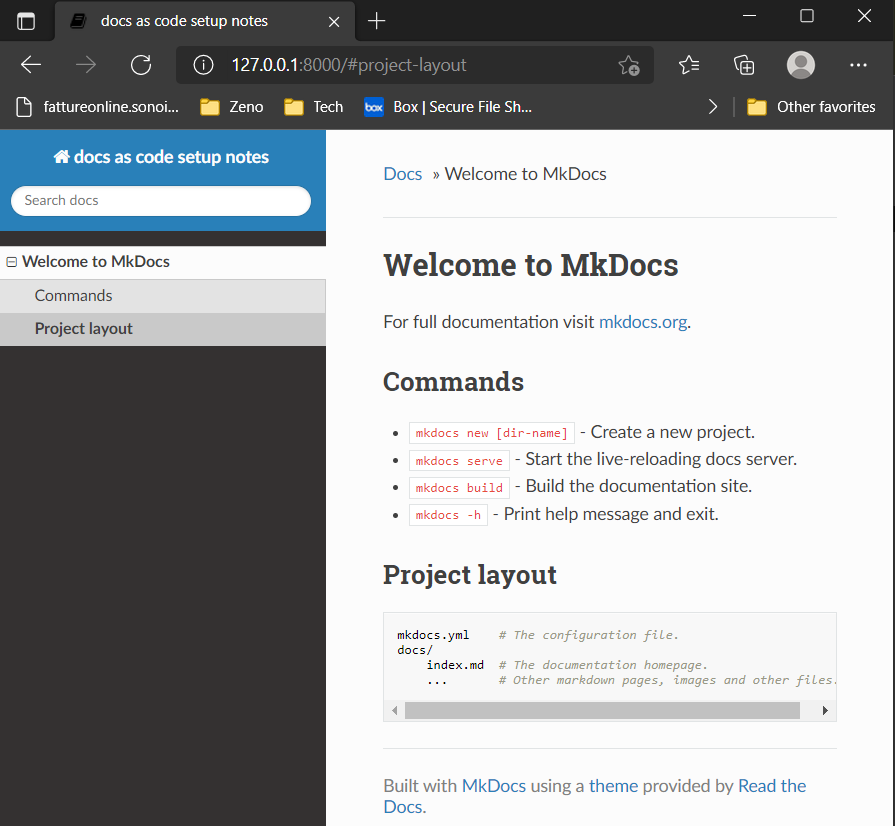 docs as code setup notes
127.0.0.1:8000/#project-layout
fattureonline.sonoi... Zeno Tech box Box | Secure File Sh... Other favorites
docs as code setup notes
Search docs
Welcome to MkDocs
Commands
Project layout
Docs » Welcome to MkDocs
Welcome to MkDocs
For full documentation visit mkdocs.org.
Commands
mkdocs new [dir-name] - Create a new project.
mkdocs serve - Start the live-reloading docs server.
mkdocs build - Build the documentation site.
mkdocs -h - Print help message and exit.
Project layout
mkdocs.yml    # The configuration file.
docs/
    index.md  # The documentation homepage.
    ...       # Other markdown pages, images and other files.
Built with MkDocs using a theme provided by Read the
Docs.